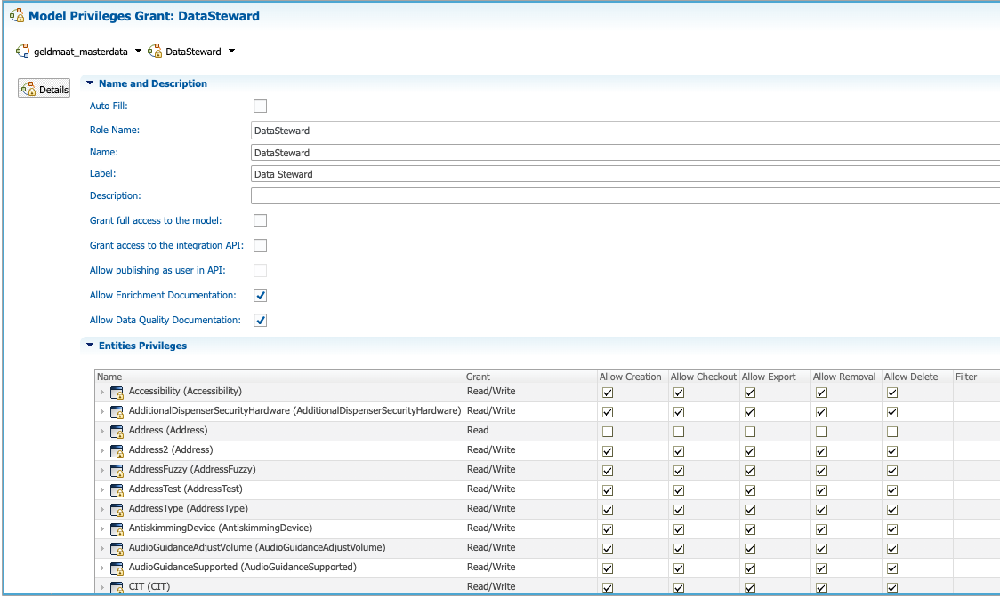 Model Privileges Grant: DataSteward
geldmaat_masterdata DataSteward
Details
Name and Description
Auto Fill:
Role Name: DataSteward
Name: DataSteward
Label: Data Steward
Description:
Grant full access to the model:
Grant access to the integration API:
Allow publishing as user in API:
Allow Enrichment Documentation:
Allow Data Quality Documentation:
Entities Privileges
Name Grant Allow Creation Allow Checkout Allow Export Allow Removal Allow Delete Filter
Accessibility (Accessibility) Read/Write
AdditionalDispenserSecurityHardware (AdditionalDispenserSecurityHardware) Read/Write
Address (Address) Read
Address2 (Address) Read/Write
AddressFuzzy (AddressFuzzy) Read/Write
AddressTest (AddressTest) Read/Write
AddressType (AddressType) Read/Write
AntiskimmingDevice (AntiskimmingDevice) Read/Write
AudioGuidanceAdjustVolume (AudioGuidanceAdjustVolume) Read/Write
AudioGuidanceSupported (AudioGuidanceSupported) Read/Write
CIT (CIT) Read/Write